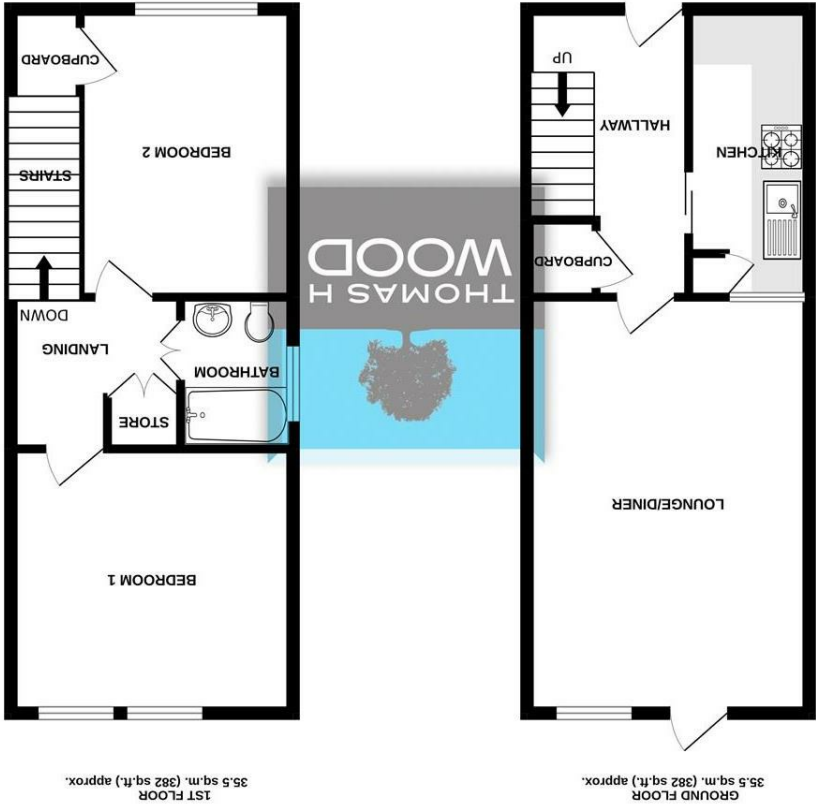 GROUND FLOOR
35.5 sq.m. (382 sq.ft.) approx.
1ST FLOOR
35.5 sq.m. (382 sq.ft.) approx.
LOUNGE/DINER
BEDROOM 1
STORE
BATHROOM
LANDING
DOWN
THOMAS H
WOOD
CUPBOARD
STAIRS
KITCHEN
BEDROOM 2
HALLWAY
UP
CUPBOARD